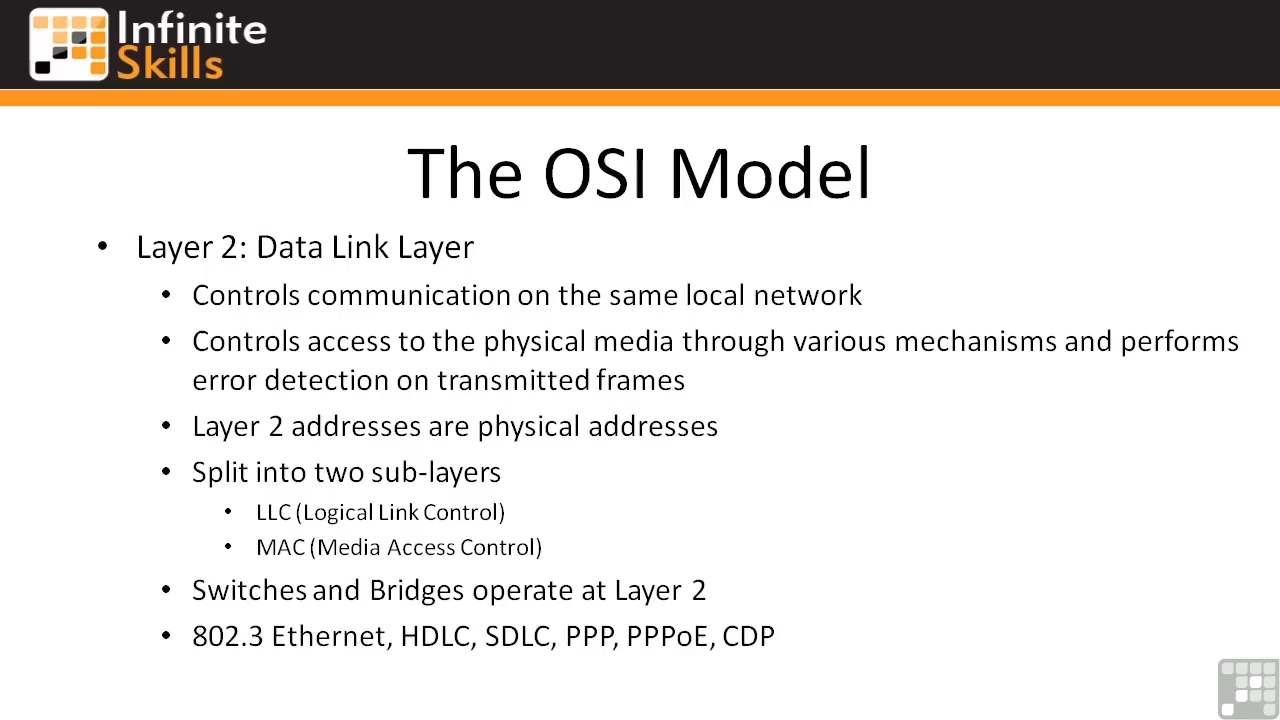 Infinite
Skills
The OSI Model
• Layer 2: Data Link Layer
• Controls communication on the same local network
• Controls access to the physical media through various mechanisms and performs
error detection on transmitted frames
• Layer 2 addresses are physical addresses
• Split into two sub-layers
• LLC (Logical Link Control)
• MAC (Media Access Control)
• Switches and Bridges operate at Layer 2
• 802.3 Ethernet, HDLC, SDLC, PPP, PPPoE, CDP